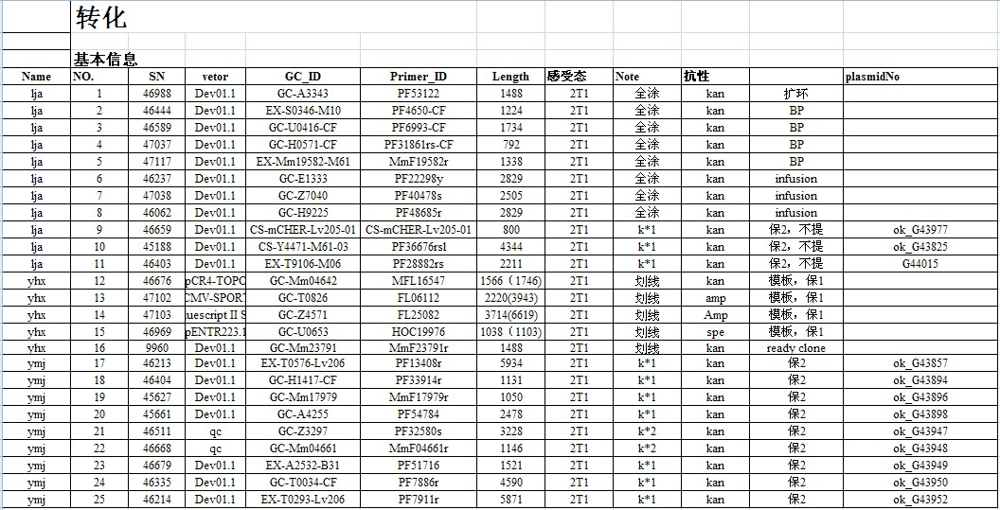 转化
基本信息
Name NO. SN vetor GC_ID Primer_ID Length 感受态 Note 抗性 plasmidNo
lja 1 46988 Dev01.1 GC-A3343 PF53122 1488 2T1 全涂 kan 扩环
lja 2 46444 Dev01.1 EX-S0346-M10 PF4650-CF 1224 2T1 全涂 kan BP
lja 3 46589 Dev01.1 GC-U0416-CF PF6993-CF 1734 2T1 全涂 kan BP
lja 4 47037 Dev01.1 GC-H0571-CF PF31861rs-CF 792 2T1 全涂 kan BP
lja 5 47117 Dev01.1 EX-Mm19582-M61 MmF19582r 1338 2T1 全涂 kan BP
lja 6 46237 Dev01.1 GC-E1333 PF22298y 2829 2T1 全涂 kan infusion
lja 7 47038 Dev01.1 GC-Z7040 PF40478s 2505 2T1 全涂 kan infusion
lja 8 46062 Dev01.1 GC-H9225 PF48685r 2829 2T1 全涂 kan infusion
lja 9 46659 Dev01.1 CS-mCHER-Lv205-01 CS-mCHER-Lv205-01 800 2T1 k*1 kan 保2，不提 ok_G43977
lja 10 45188 Dev01.1 CS-Y4471-M61-03 PF36676rsl 4344 2T1 k*1 kan 保2，不提 ok_G43825
lja 11 46403 Dev01.1 EX-T9106-M06 PF28882rs 2211 2T1 k*1 kan 保2，不提 G44015
yhx 12 46676 pCR4-TOPO GC-Mm04642 MFL16547 1566（1746) 2T1 划线 kan 模板，保1
yhx 13 47102 CMV-SPORT GC-T0826 FL06112 2220(3943) 2T1 划线 amp 模板，保1
yhx 14 47103 uescript II S GC-Z4571 FL25082 3714(6619) 2T1 划线 Amp 模板，保1
yhx 15 46969 pENTR223.1 GC-U0653 HOC19976 1038（1103) 2T1 划线 spe 模板，保1
yhx 16 9960 Dev01.1 GC-Mm23791 MmF23791r 1488 2T1 划线 kan ready clone
ymj 17 46213 Dev01.1 EX-T0576-Lv206 PF13408r 5934 2T1 k*1 kan 保2 ok_G43857
ymj 18 46404 Dev01.1 GC-H1417-CF PF33914r 1131 2T1 k*1 kan 保2 ok_G43894
ymj 19 45627 Dev01.1 GC-Mm17979 MmF17979r 1050 2T1 k*1 kan 保2 ok_G43896
ymj 20 45661 Dev01.1 GC-A4255 PF54784 2478 2T1 k*1 kan 保2 ok_G43898
ymj 21 46511 qc GC-Z3297 PF32580s 3228 2T1 k*2 kan 保2 ok_G43947
ymj 22 46668 qc GC-Mm04661 MmF04661r 1146 2T1 k*2 kan 保2 ok_G43948
ymj 23 46679 Dev01.1 EX-A2532-B31 PF51716 1521 2T1 k*1 kan 保2 ok_G43949
ymj 24 46335 Dev01.1 GC-T0034-CF PF7886r 4590 2T1 k*1 kan 保2 ok_G43950
ymj 25 46214 Dev01.1 EX-T0293-Lv206 PF7911r 5871 2T1 k*1 kan 保2 ok_G43952